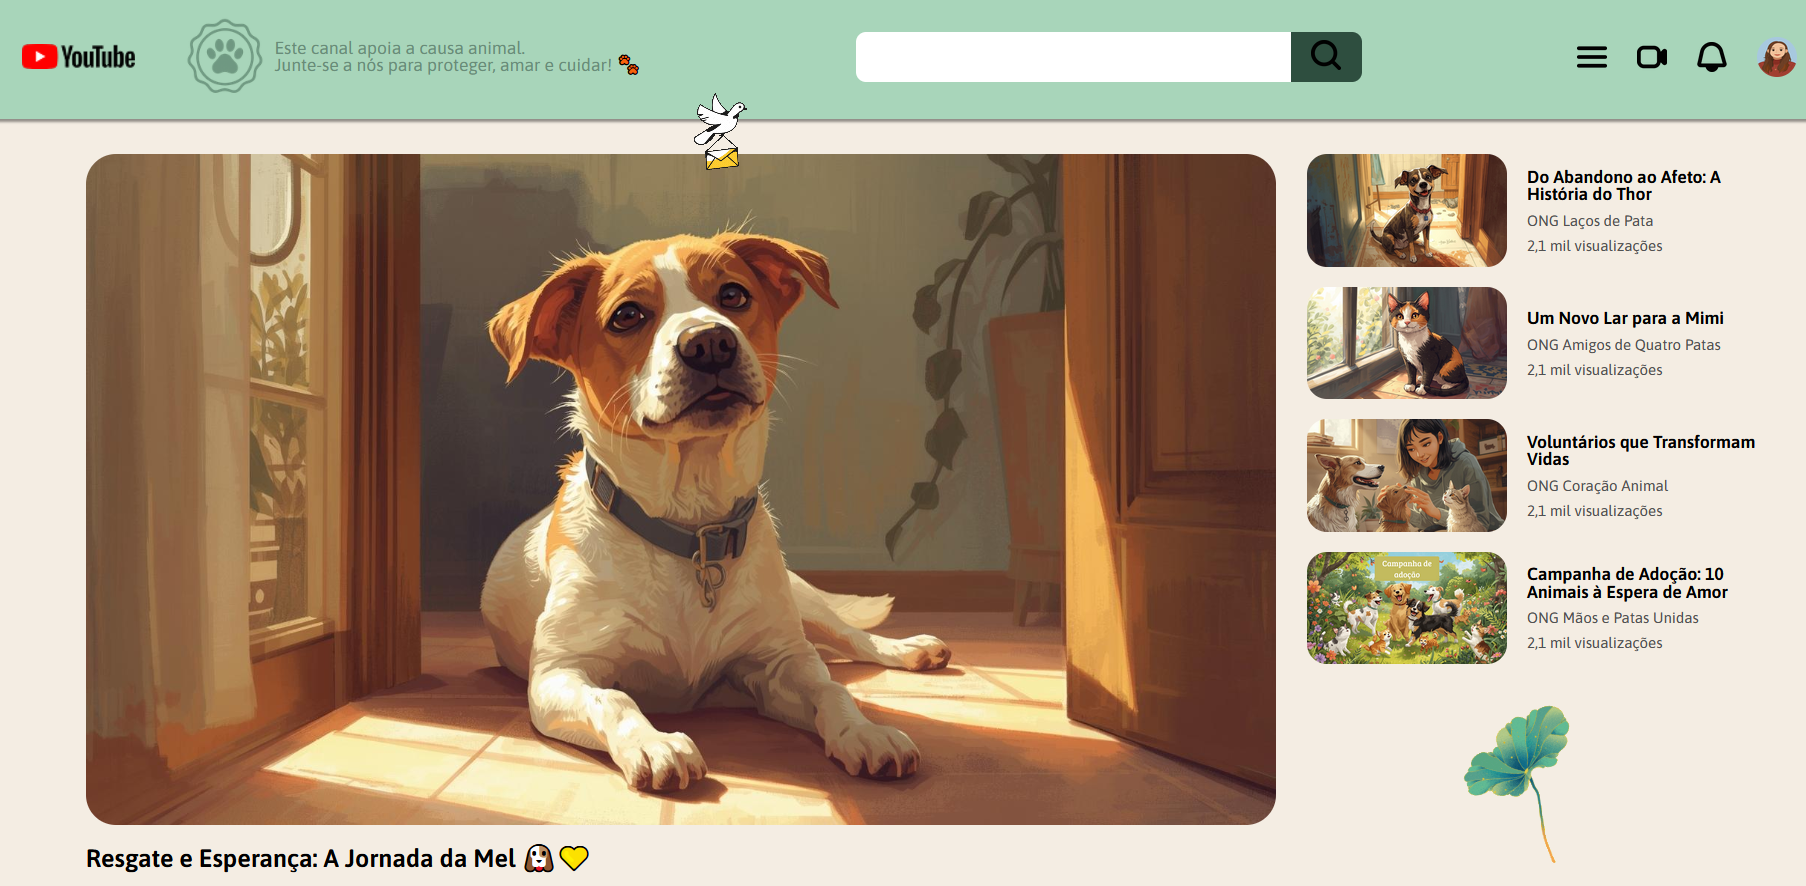 YouTube
Este canal apoia a causa animal.
Junte-se a nós para proteger, amar e cuidar! 🐾
Do Abandono ao Afeto: A
História do Thor
ONG Laços de Pata
2,1 mil visualizações
Um Novo Lar para a Mimi
ONG Amigos de Quatro Patas
2,1 mil visualizações
Voluntários que Transformam
Vidas
ONG Coração Animal
2,1 mil visualizações
Campanha de
adoção
Campanha de Adoção: 10
Animais à Espera de Amor
ONG Mãos e Patas Unidas
2,1 mil visualizações
Resgate e Esperança: A Jornada da Mel 🐶💛